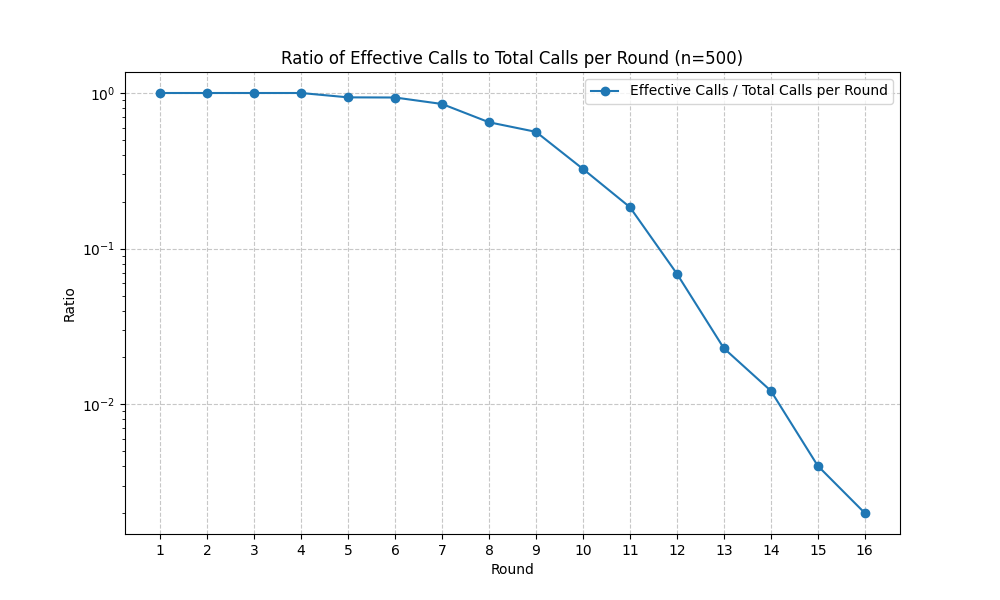 Ratio of Effective Calls to Total Calls per Round (n=500)
Effective Calls / Total Calls per Round
10⁰
10⁻¹
10⁻²
Ratio
1 2 3 4 5 6 7 8 9 10 11 12 13 14 15 16
Round